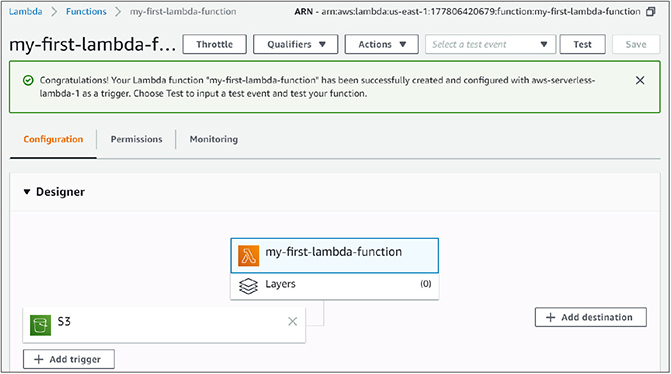 Lambda > Functions > my-first-lambda-function ARN - arn:aws:lambda:us-east-1:177806420679:function:my-first-lambda-function
my-first-lambda-f... Throttle Qualifiers Actions Select a test event Test Save
Congratulations! Your Lambda function "my-first-lambda-function" has been successfully created and configured with aws-serverless-
lambda-1 as a trigger. Choose Test to input a test event and test your function.
Configuration Permissions Monitoring
Designer
my-first-lambda-function
Layers (0)
S3
+ Add destination
+ Add trigger